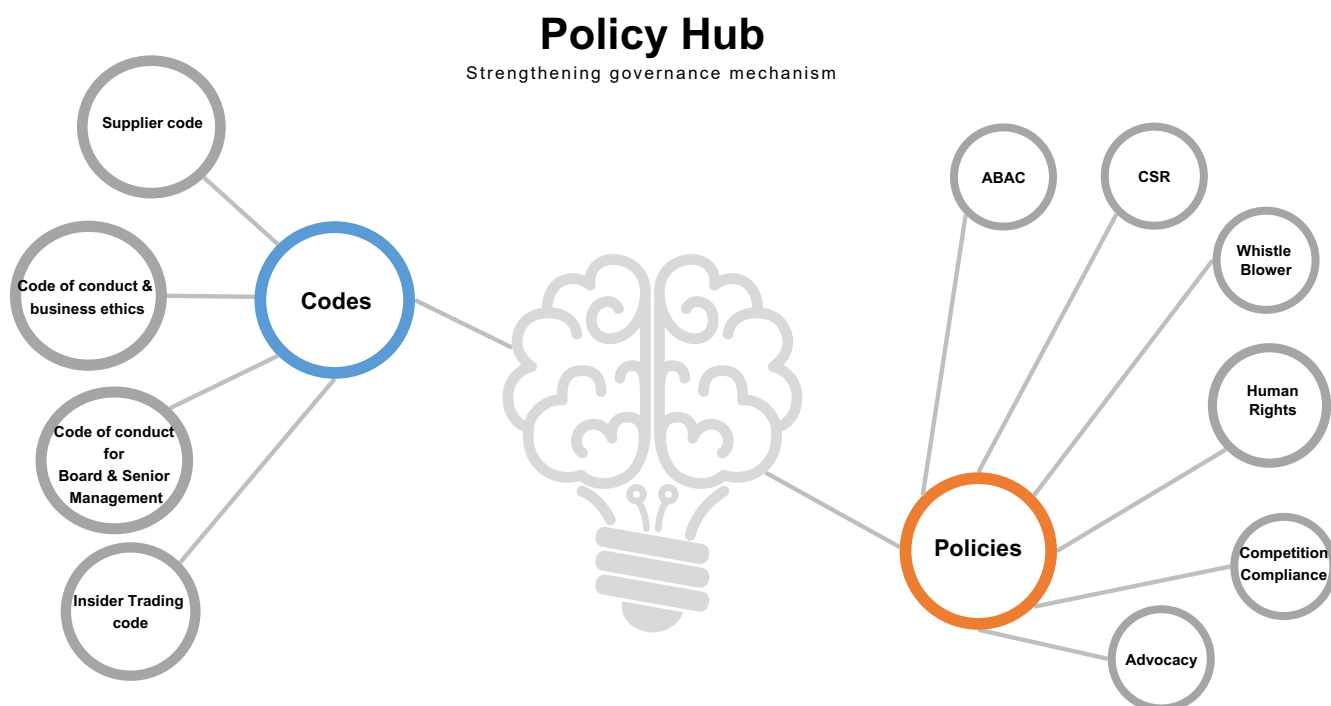 Policy Hub
Strengthening governance mechanism
Supplier code
Code of conduct &
business ethics
Codes
Code of conduct
for
Board & Senior
Management
Insider Trading
code
ABAC
CSR
Whistle
Blower
Human
Rights
Policies
Competition
Compliance
Advocacy